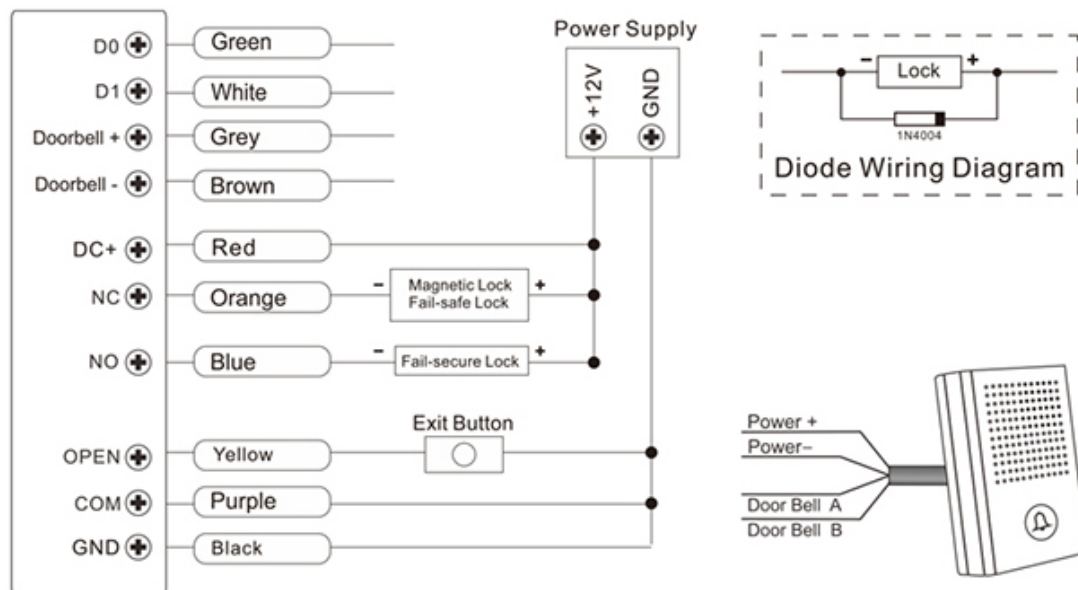 D0 Green
D1 White
Doorbell + Grey
Doorbell - Brown
DC+ Red
NC Orange
- Magnetic Lock +
Fail-safe Lock
NO Blue
- Fail-secure Lock +
OPEN Yellow
Exit Button
COM Purple
GND Black
Power Supply
+12V
GND
- Lock +
1N4004
Diode Wiring Diagram
Power +
Power–
Door Bell A
Door Bell B